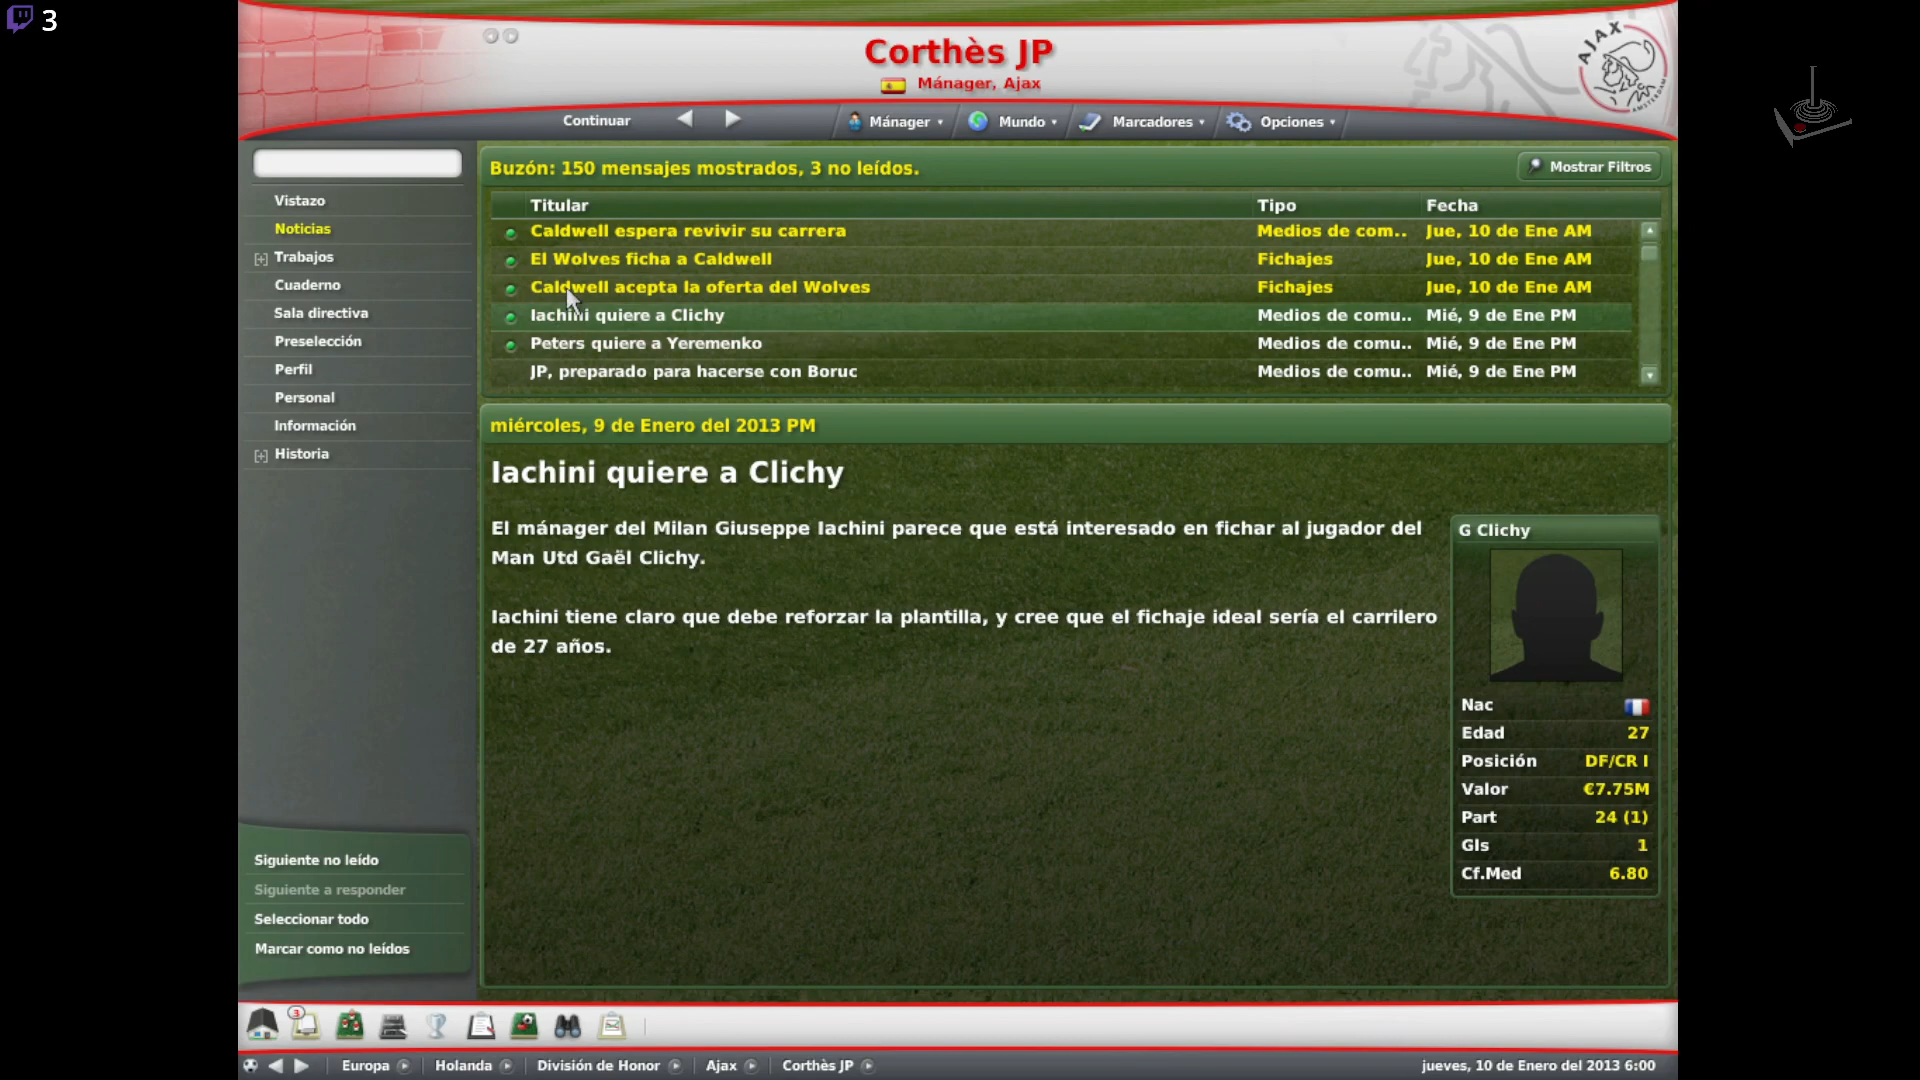 3
Corthès JP
Mánager, Ajax
AJAX
AMSTERDAM
Continuar
Mánager
Mundo
Marcadores
Opciones
Vistazo
Noticias
Trabajos
Cuaderno
Sala directiva
Preselección
Perfil
Personal
Información
Historia
Siguiente no leído
Siguiente a responder
Seleccionar todo
Marcar como no leídos
Buzón: 150 mensajes mostrados, 3 no leídos.
Mostrar Filtros
Titular Tipo Fecha
Caldwell espera revivir su carrera Medios de com.. Jue, 10 de Ene AM
El Wolves ficha a Caldwell Fichajes Jue, 10 de Ene AM
Caldwell acepta la oferta del Wolves Fichajes Jue, 10 de Ene AM
Iachini quiere a Clichy Medios de comu.. Mié, 9 de Ene PM
Peters quiere a Yeremenko Medios de comu.. Mié, 9 de Ene PM
JP, preparado para hacerse con Boruc Medios de comu.. Mié, 9 de Ene PM
miércoles, 9 de Enero del 2013 PM
Iachini quiere a Clichy
El mánager del Milan Giuseppe Iachini parece que está interesado en fichar al jugador del
Man Utd Gaël Clichy.
Iachini tiene claro que debe reforzar la plantilla, y cree que el fichaje ideal sería el carrilero
de 27 años.
G Clichy
Nac
Edad 27
Posición DF/CR I
Valor €7.75M
Part 24 (1)
Gls 1
Cf.Med 6.80
3
Europa
Holanda
División de Honor
Ajax
Corthès JP
jueves, 10 de Enero del 2013 6:00